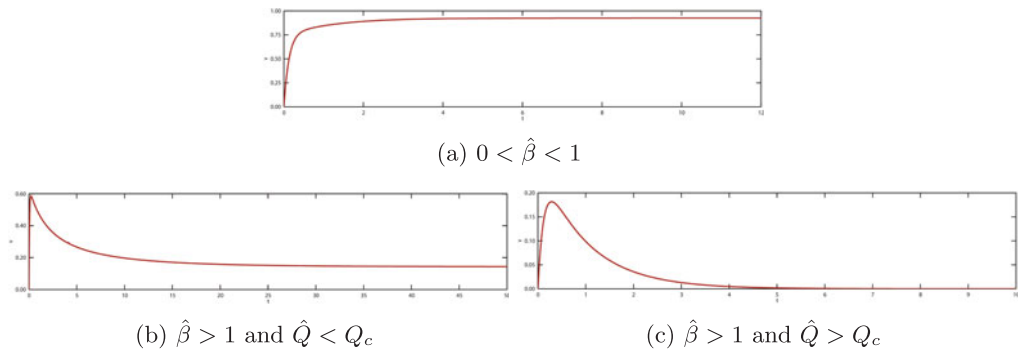 1.00
0.75
0.50
0.25
0.00
0 2 4 6 8 10 12
t
(a) 0 < β̂ < 1
0.60
0.40
0.20
0.00
0 5 10 15 20 25 30 35 40 45 50
t
0.20
0.15
0.10
0.05
0.00
0 1 2 3 4 5 6 7 8 9 10
t
(b) β̂ > 1 and Q̂ < Q_c
(c) β̂ > 1 and Q̂ > Q_c